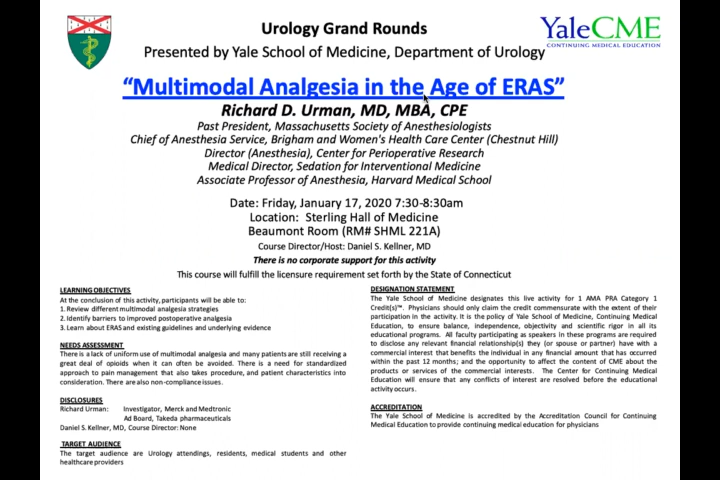 Urology Grand Rounds
YaleCME
CONTINUING MEDICAL EDUCATION
Presented by Yale School of Medicine, Department of Urology
“Multimodal Analgesia in the Age of ERAS”
Richard D. Urman, MD, MBA, CPE
Past President, Massachusetts Society of Anesthesiologists
Chief of Anesthesia Service, Brigham and Women's Health Care Center (Chestnut Hill)
Director (Anesthesia), Center for Perioperative Research
Medical Director, Sedation for Interventional Medicine
Associate Professor of Anesthesia, Harvard Medical School
Date: Friday, January 17, 2020 7:30-8:30am
Location: Sterling Hall of Medicine
Beaumont Room (RM# SHML 221A)
Course Director/Host: Daniel S. Kellner, MD
There is no corporate support for this activity
This course will fulfill the licensure requirement set forth by the State of Connecticut
LEARNING OBJECTIVES
At the conclusion of this activity, participants will be able to:
1. Review different multimodal analgesia strategies
2. Identify barriers to improved postoperative analgesia
3. Learn about ERAS and existing guidelines and underlying evidence
NEEDS ASSESSMENT
There is a lack of uniform use of multimodal analgesia and many patients are still receiving a
great deal of opioids when it can often be avoided. There is a need for standardized
approach to pain management that also takes procedure, and patient characteristics into
consideration. There are also non-compliance issues.
DISCLOSURES
Richard Urman: Investigator, Merck and Medtronic
Ad Board, Takeda pharmaceuticals
Daniel S. Kellner, MD, Course Director: None
TARGET AUDIENCE
The target audience are Urology attendings, residents, medical students and other
healthcare providers
DESIGNATION STATEMENT
The Yale School of Medicine designates this live activity for 1 AMA PRA Category 1
Credit(s)™. Physicians should only claim the credit commensurate with the extent of their
participation in the activity. It is the policy of Yale School of Medicine, Continuing Medical
Education, to ensure balance, independence, objectivity and scientific rigor in all its
educational programs. All faculty participating as speakers in these programs are required
to disclose any relevant financial relationship(s) they (or spouse or partner) have with a
commercial interest that benefits the individual in any financial amount that has occurred
within the past 12 months; and the opportunity to affect the content of CME about the
products or services of the commercial interests. The Center for Continuing Medical
Education will ensure that any conflicts of interest are resolved before the educational
activity occurs.
ACCREDITATION
The Yale School of Medicine is accredited by the Accreditation Council for Continuing
Medical Education to provide continuing medical education for physicians